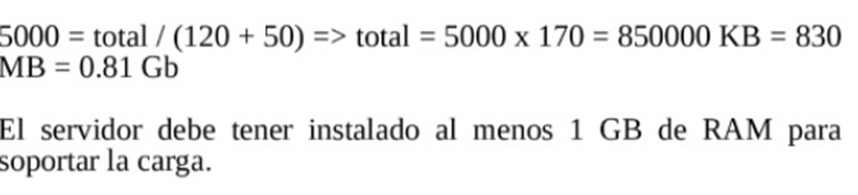 5000 = total / (120 + 50) => total = 5000 x 170 = 850000 KB = 830
MB = 0.81 Gb
El servidor debe tener instalado al menos 1 GB de RAM para
soportar la carga.